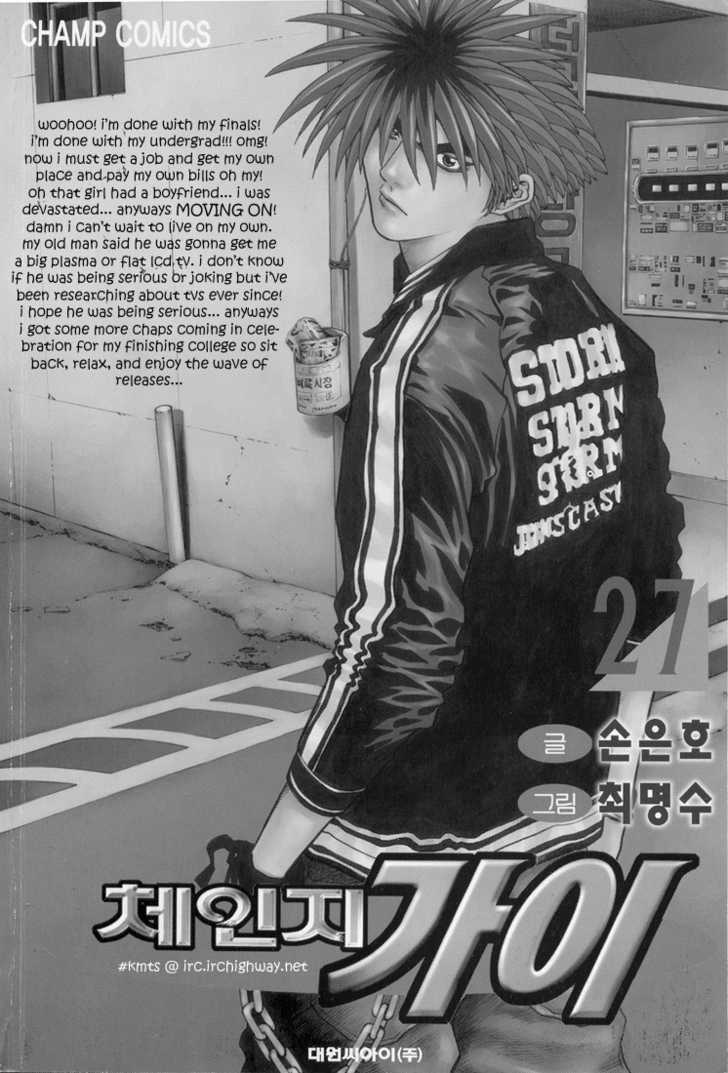 CHAMP COMICS
woohoo! i'm done with my finals!
i'm done with my undergrad!!! omg!
now i must get a job and get my own
place and pay my own bills oh my!
oh that girl had a boyfriend... i was
devastated... anyways MOVING ON!
damn i can't wait to live on my own.
my old man said he was gonna get me
a big plasma or flat lcd tv. i don't know
if he was being serious or joking but i've
been researching about tvs ever since!
i hope he was being serious... anyways
i got some more chaps coming in cele-
bration for my finishing college so sit
back, relax, and enjoy the wave of
releases...
벼룩시장
STORM
STORM
STORM
27
글 손은호
그림 최명수
체인지 가이
#kmts @ irc.irchighway.net
대원씨아이(주)